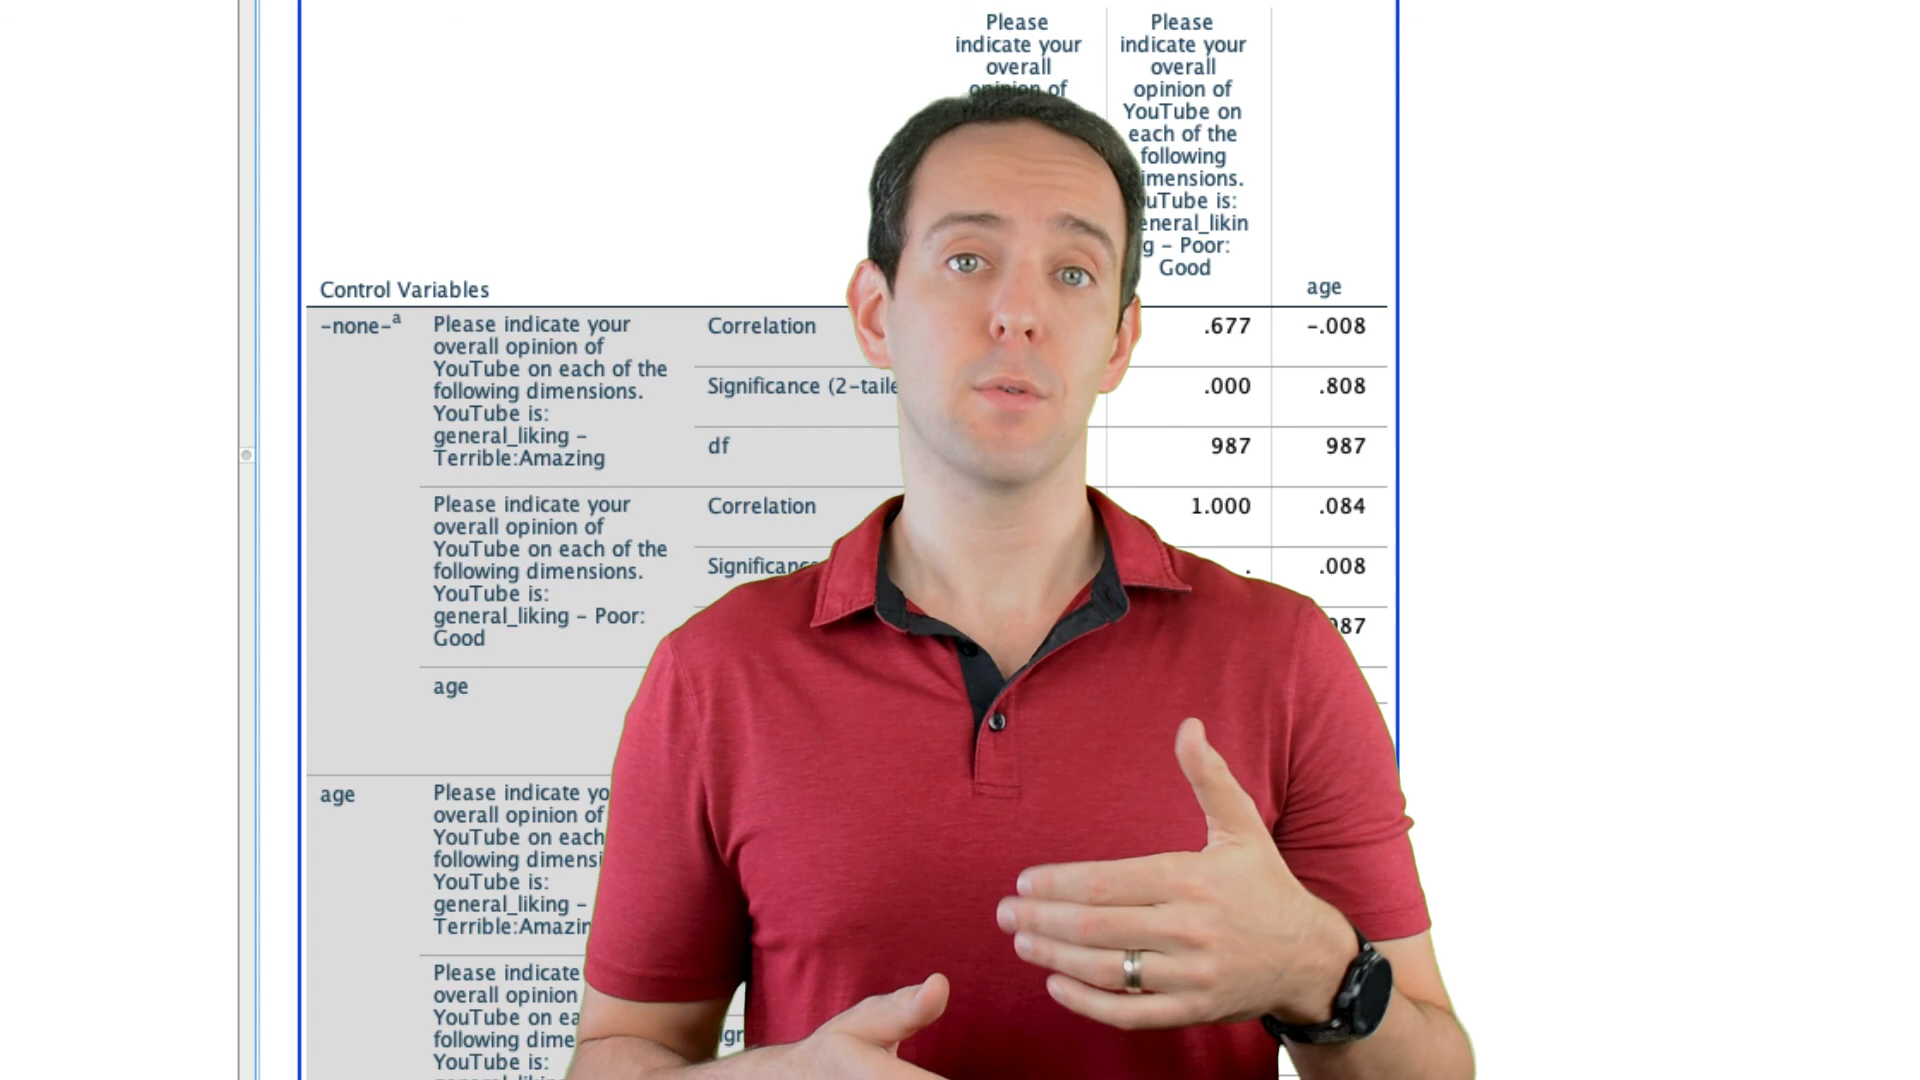 Please
indicate your
overall
opinion of
Please
indicate your
overall
opinion of
YouTube on
each of the
following
imensions.
uTube is:
eneral_likin
g – Poor:
Good
age
Control Variables
–none–ª
Please indicate your
overall opinion of
YouTube on each of the
following dimensions.
YouTube is:
general_liking –
Terrible:Amazing
Correlation
.677
–.008
Significance (2–taile
.000
.808
df
987
987
Please indicate your
overall opinion of
YouTube on each of the
following dimensions.
YouTube is:
general_liking – Poor:
Good
Correlation
1.000
.084
Significanc
.
.008
987
age
age
Please indicate yo
overall opinion of
YouTube on each
following dimensi
YouTube is:
general_liking –
Terrible:Amazin
Please indicate
overall opinion
YouTube on ea
following dime
YouTube is: